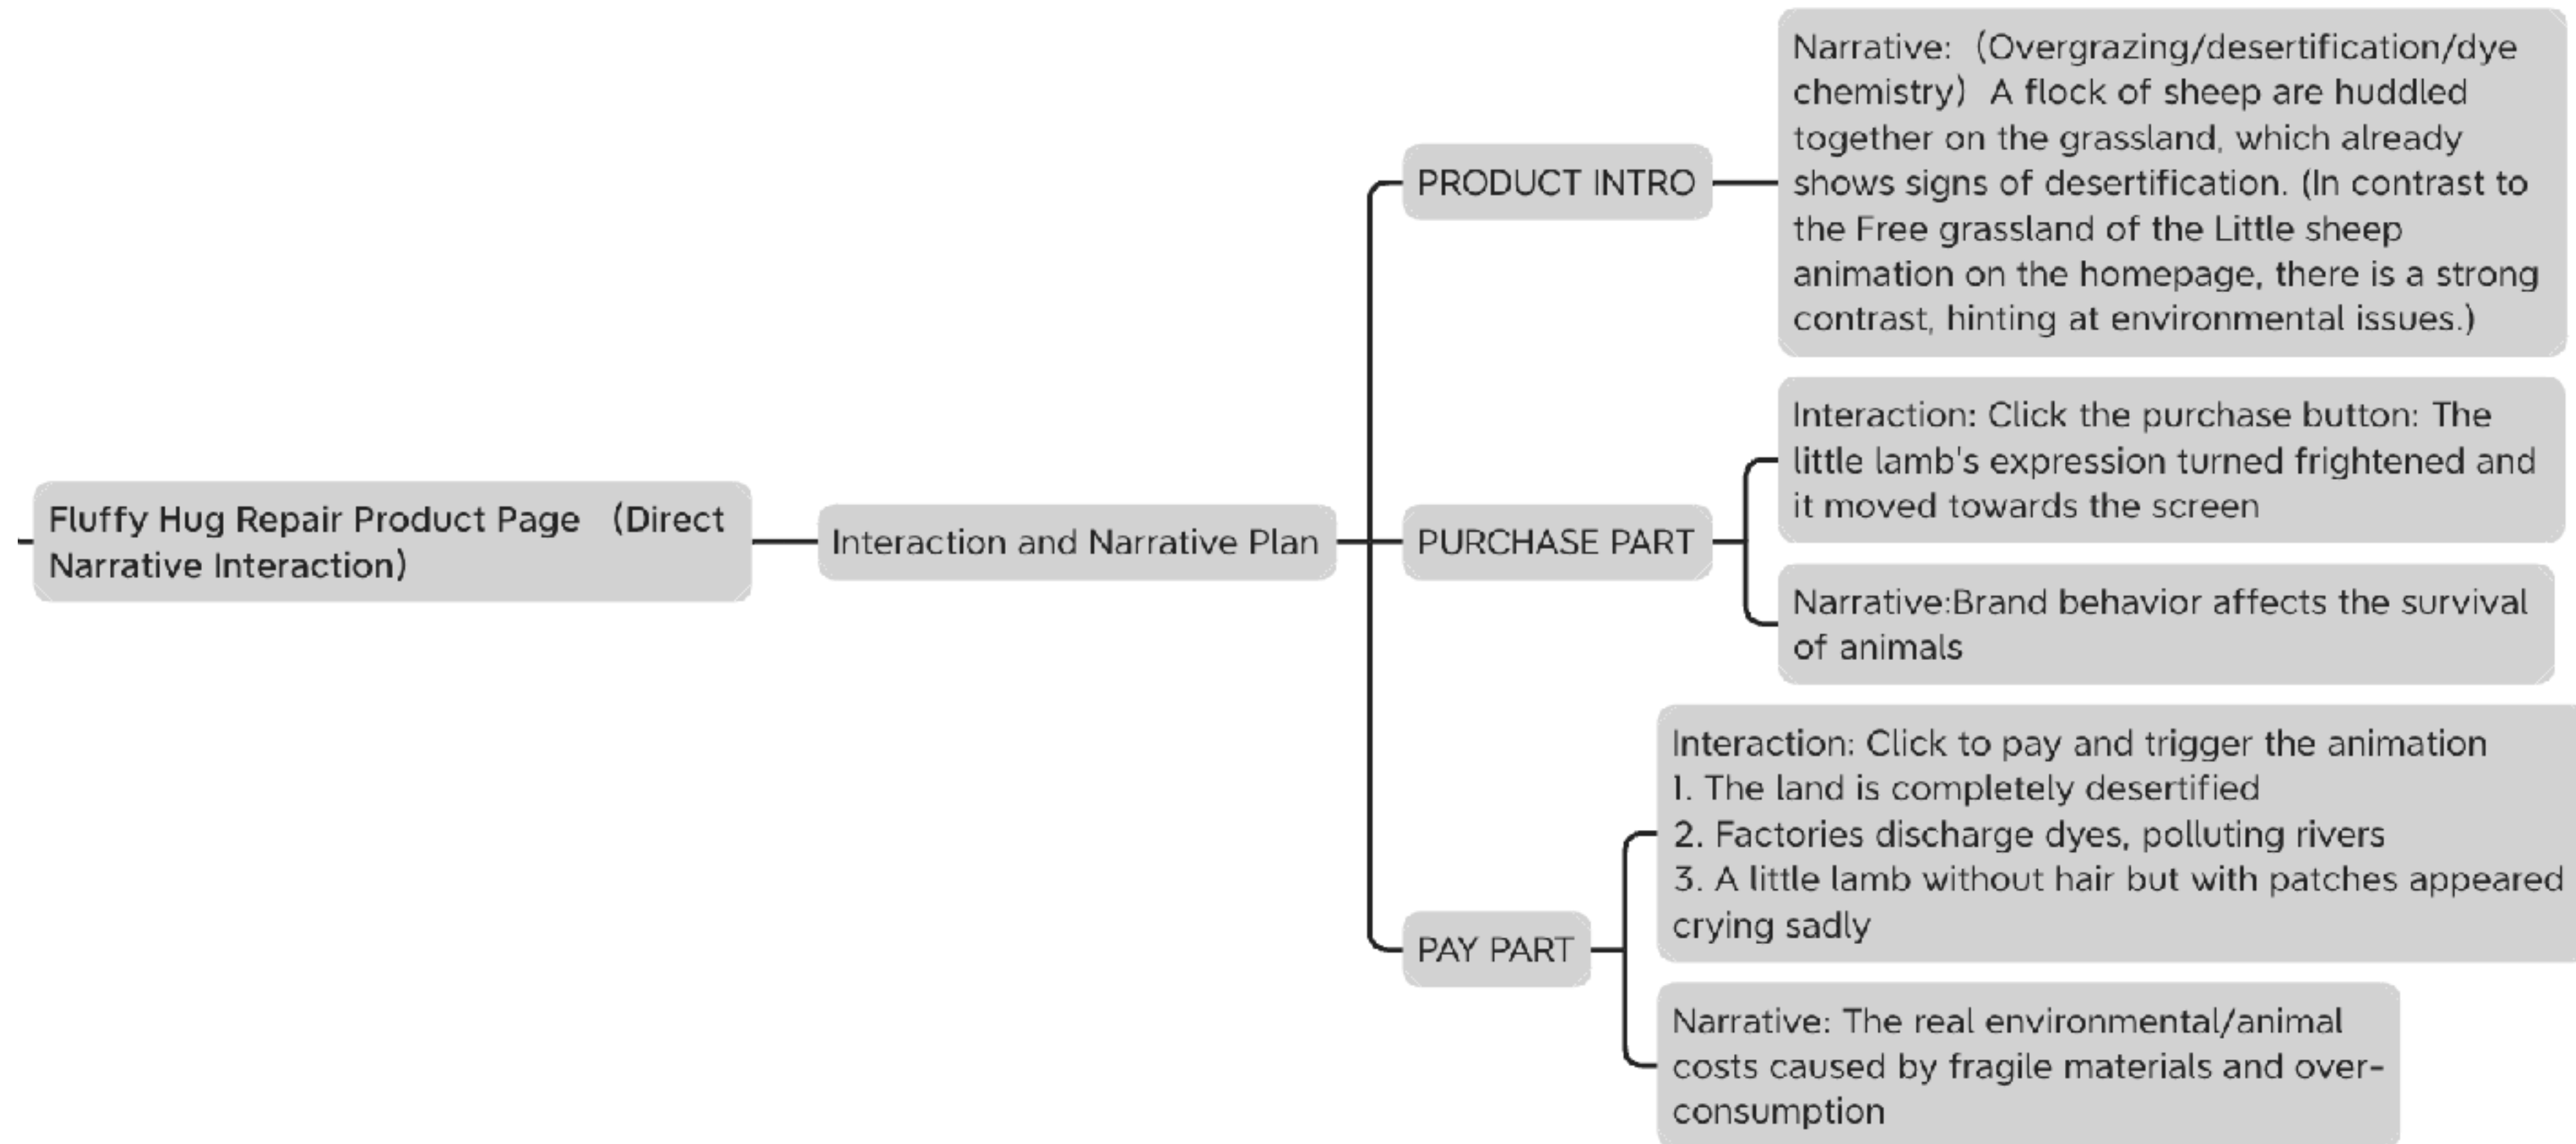 Fluffy Hug Repair Product Page （Direct
Narrative Interaction)
Interaction and Narrative Plan
PRODUCT INTRO
Narrative:（Overgrazing/desertification/dye
chemistry）A flock of sheep are huddled
together on the grassland, which already
shows signs of desertification. (In contrast to
the Free grassland of the Little sheep
animation on the homepage, there is a strong
contrast, hinting at environmental issues.)
PURCHASE PART
Interaction: Click the purchase button: The
little lamb's expression turned frightened and
it moved towards the screen
Narrative:Brand behavior affects the survival
of animals
PAY PART
Interaction: Click to pay and trigger the animation
1. The land is completely desertified
2. Factories discharge dyes, polluting rivers
3. A little lamb without hair but with patches appeared
crying sadly
Narrative: The real environmental/animal
costs caused by fragile materials and over-
consumption